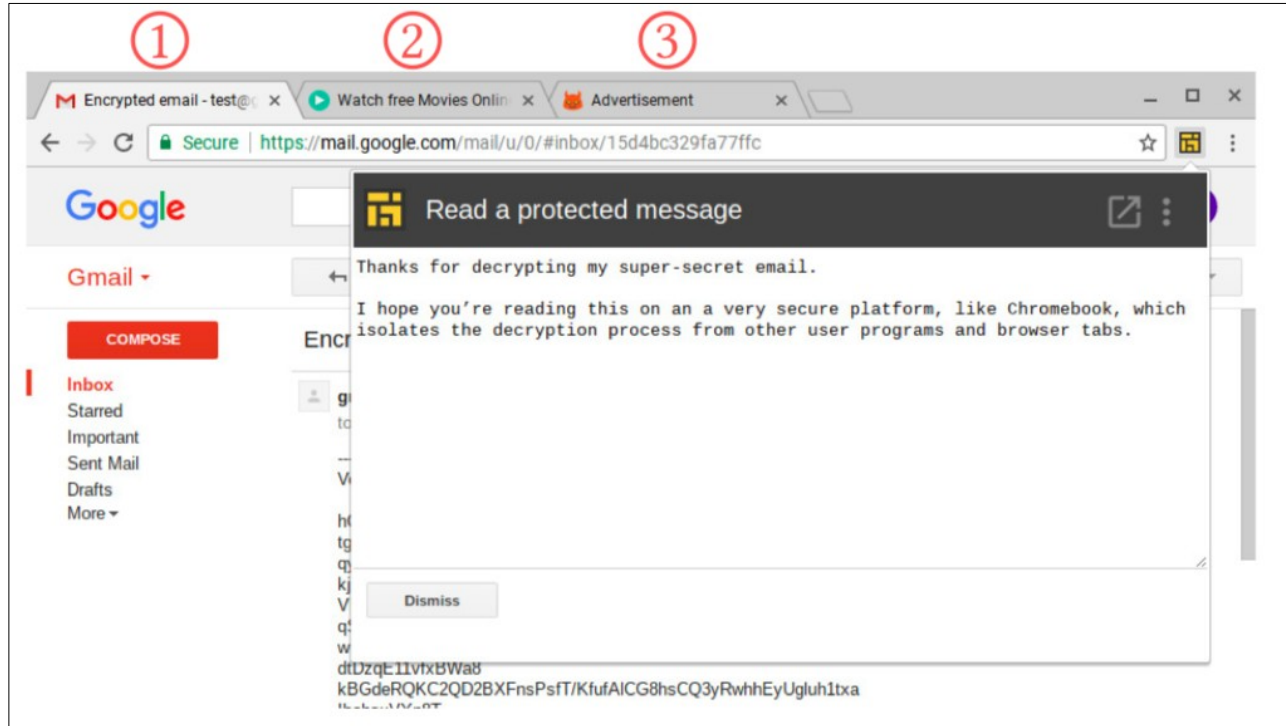 ① ② ③
Encrypted email - test@g Watch free Movies Onlin Advertisement
Secure https://mail.google.com/mail/u/0/#inbox/15d4bc329fa77ffc
Google
Read a protected message
Gmail
Thanks for decrypting my super-secret email.
I hope you’re reading this on an a very secure platform, like Chromebook, which
isolates the decryption process from other user programs and browser tabs.
COMPOSE
Encr
Inbox
Starred
Important
Sent Mail
Drafts
More
Dismiss
dtDzqE11vfxBWa8
kBGdeRQKC2QD2BXFnsPsfT/KfufAlCG8hsCQ3yRwhhEyUgluh1txa